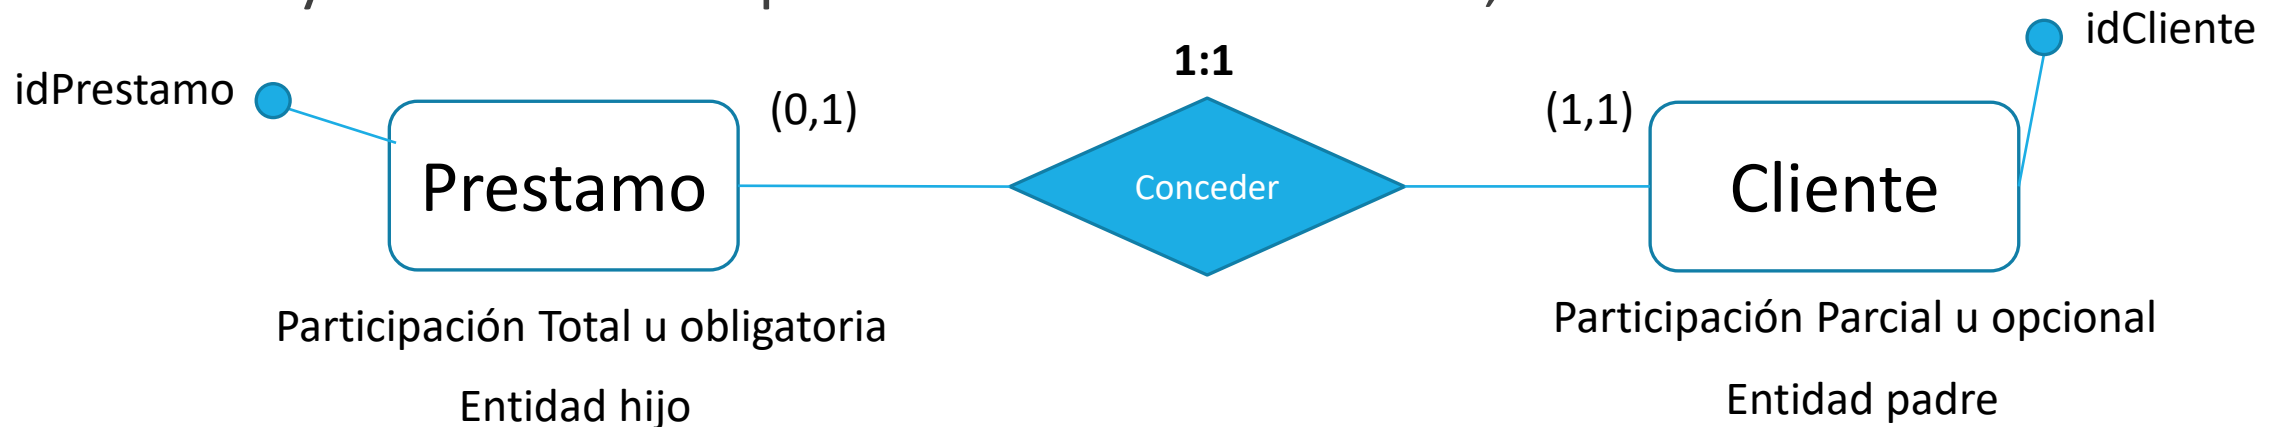 idCliente
1:1
idPrestamo
(0,1)
(1,1)
Prestamo
Conceder
Cliente
Participación Total u obligatoria
Participación Parcial u opcional
Entidad hijo
Entidad padre